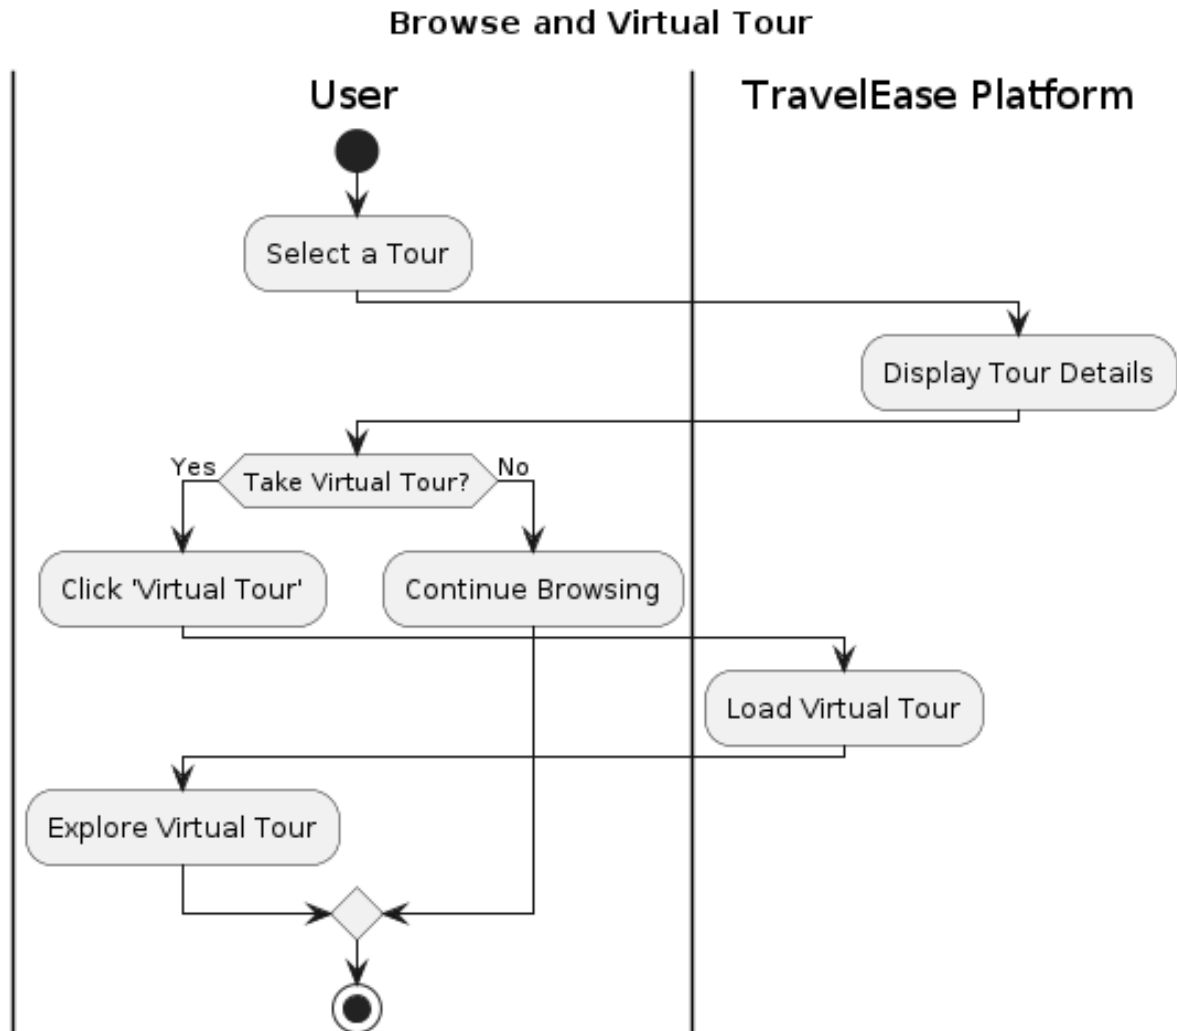 Browse and Virtual Tour
User
TravelEase Platform
Select a Tour
Display Tour Details
Yes
Take Virtual Tour?
No
Click 'Virtual Tour'
Continue Browsing
Load Virtual Tour
Explore Virtual Tour